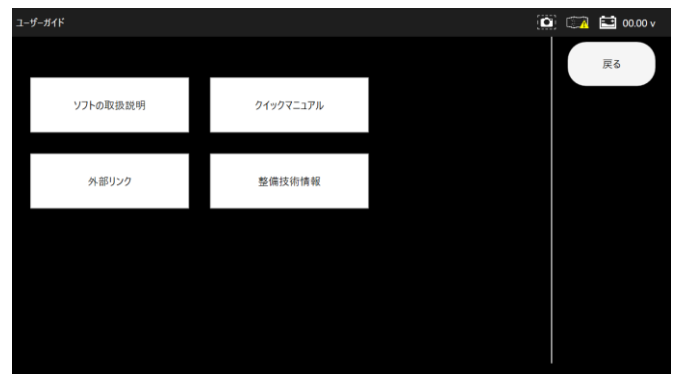 ユーザーガイド
00.00 v
戻る
ソフトの取扱説明
クイックマニュアル
外部リンク
整備技術情報